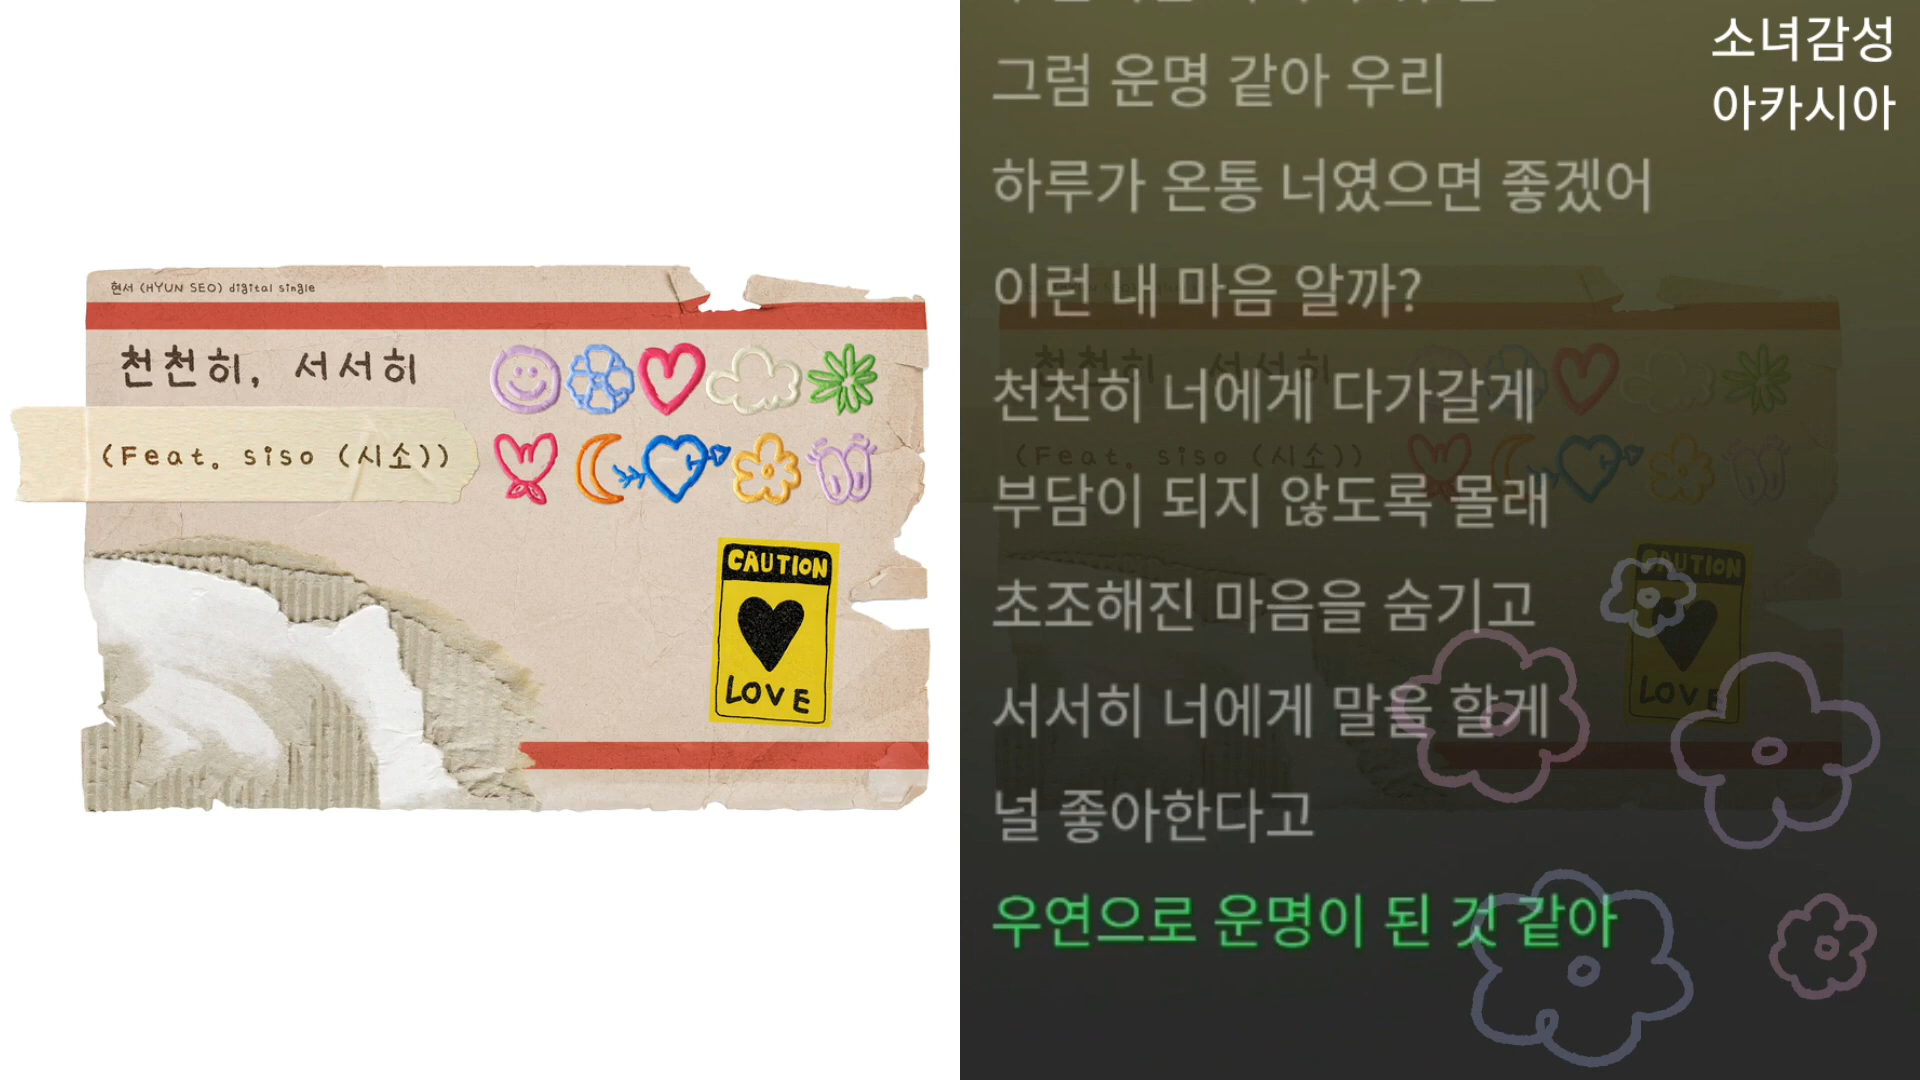 현서 (HYUN SEO) digital single
천천히, 서서히
(Feat. siso (시소))
CAUTION
LOVE
소녀감성
아카시아
그럼 운명 같아 우리
하루가 온통 너였으면 좋겠어
이런 내 마음 알까?
천천히 너에게 다가갈게
부담이 되지 않도록 몰래
초조해진 마음을 숨기고
서서히 너에게 말을 할게
널 좋아한다고
우연으로 운명이 된 것 같아